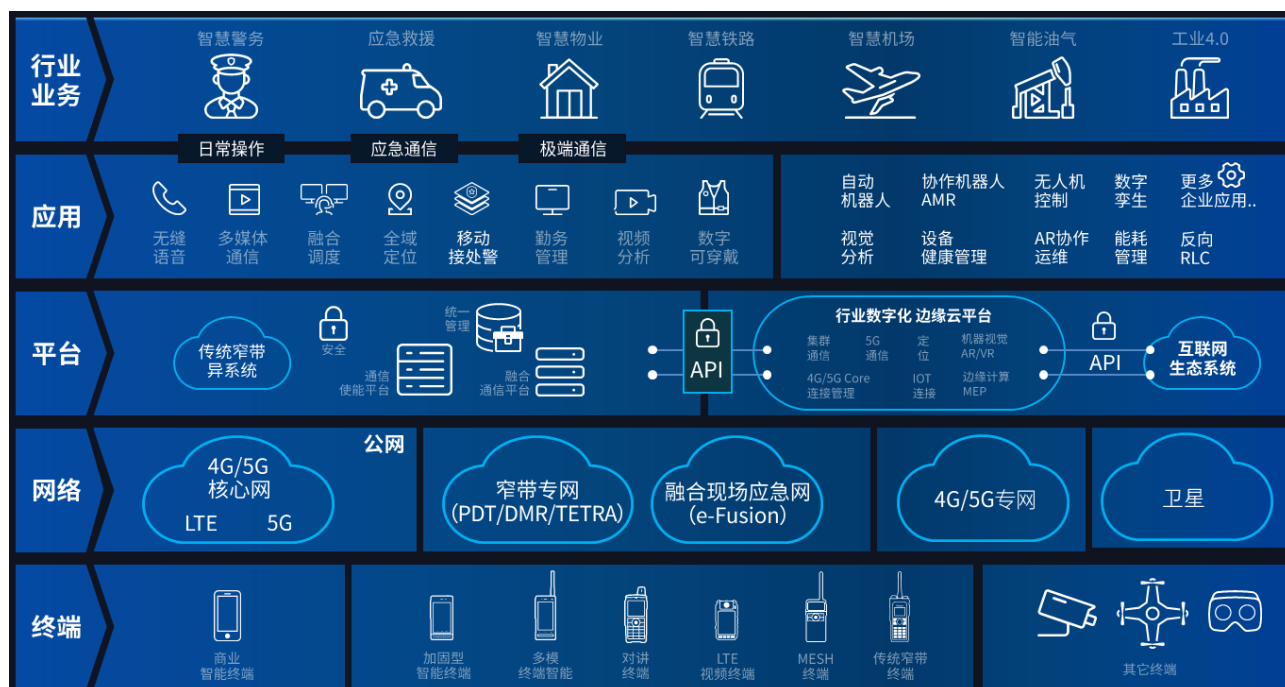 行业
业务
智慧警务
应急救援
智慧物业
智慧铁路
智慧机场
智能油气
工业4.0
日常操作
应急通信
极端通信
应用
无缝
语音
多媒体
通信
融合
调度
全域
定位
移动
接处警
勤务
管理
视频
分析
数字
可穿戴
自动
机器人
协作机器人
AMR
无人机
控制
数字
孪生
更多
企业应用..
视觉
分析
设备
健康管理
AR协作
运维
能耗
管理
反向
RLC
平台
传统窄带
异系统
安全
通信
使能平台
统一
管理
融合
通信平台
API
行业数字化 边缘云平台
集群
通信
5G
通信
定
位
机器视觉
AR/VR
4G/5G Core
连接管理
IOT
连接
边缘计算
MEP
API
互联网
生态系统
网络
公网
4G/5G
核心网
LTE 5G
窄带专网
(PDT/DMR/TETRA)
融合现场应急网
(e-Fusion)
4G/5G专网
卫星
终端
商业
智能终端
加固型
智能终端
多模
终端智能
对讲
终端
LTE
视频终端
MESH
终端
传统窄带
终端
其它终端